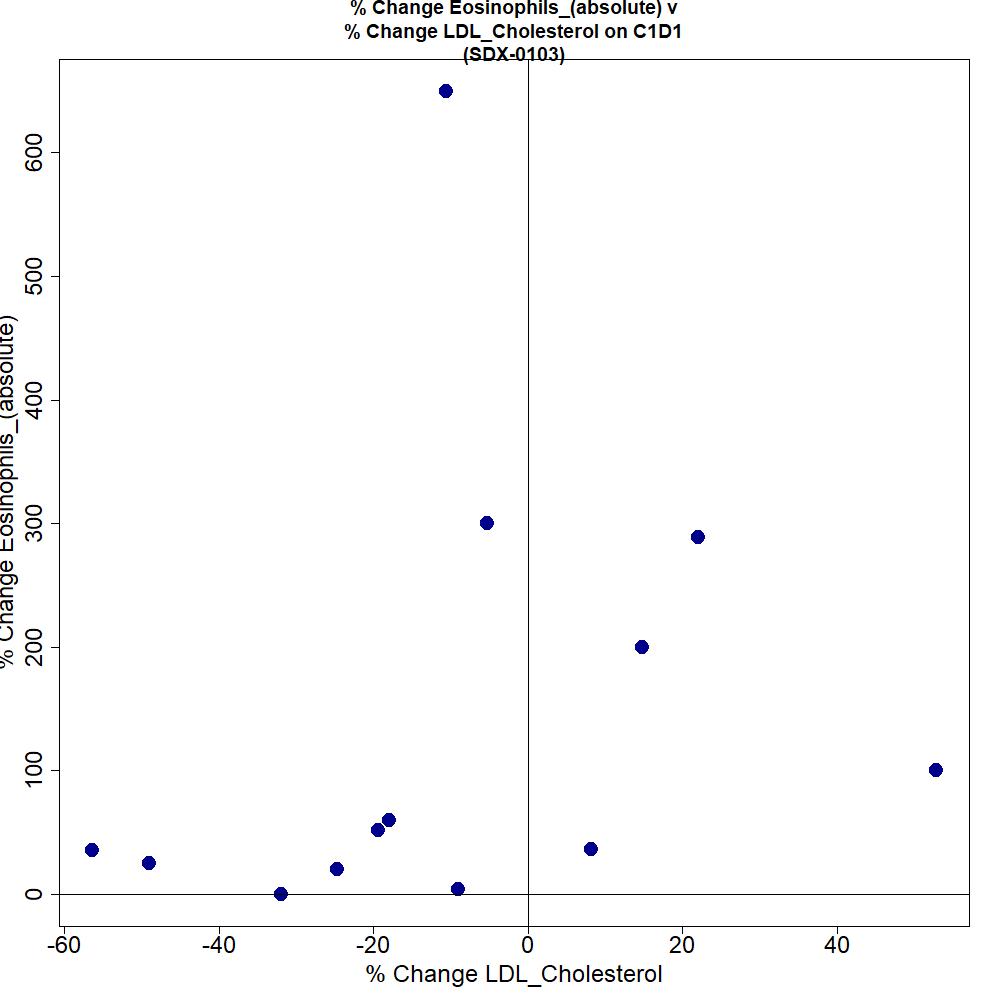 % Change Eosinophils_(absolute) v
% Change LDL_Cholesterol on C1D1
(SDX-0103)
% Change Eosinophils_(absolute)
600
500
400
300
200
100
0
-60 -40 -20 0 20 40
% Change LDL_Cholesterol